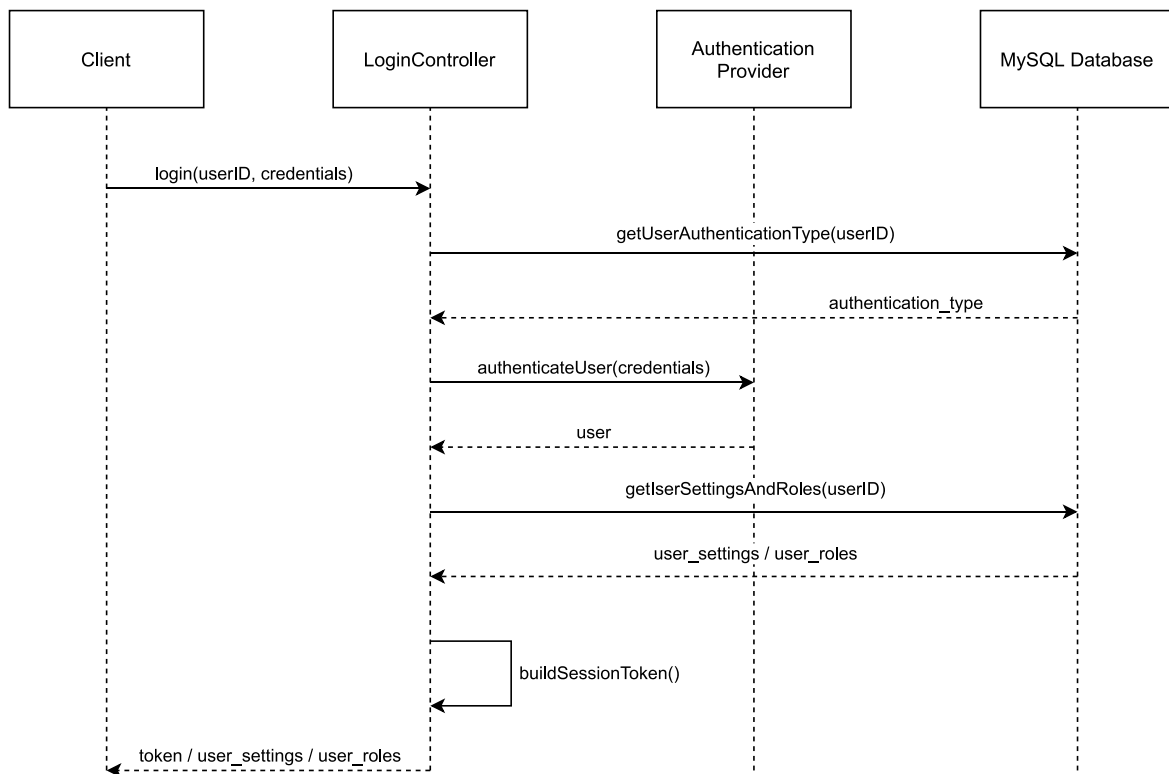 Client
LoginController
Authentication
Provider
MySQL Database
login(userID, credentials)
getUserAuthenticationType(userID)
authentication_type
authenticateUser(credentials)
user
getIserSettingsAndRoles(userID)
user_settings / user_roles
buildSessionToken()
token / user_settings / user_roles